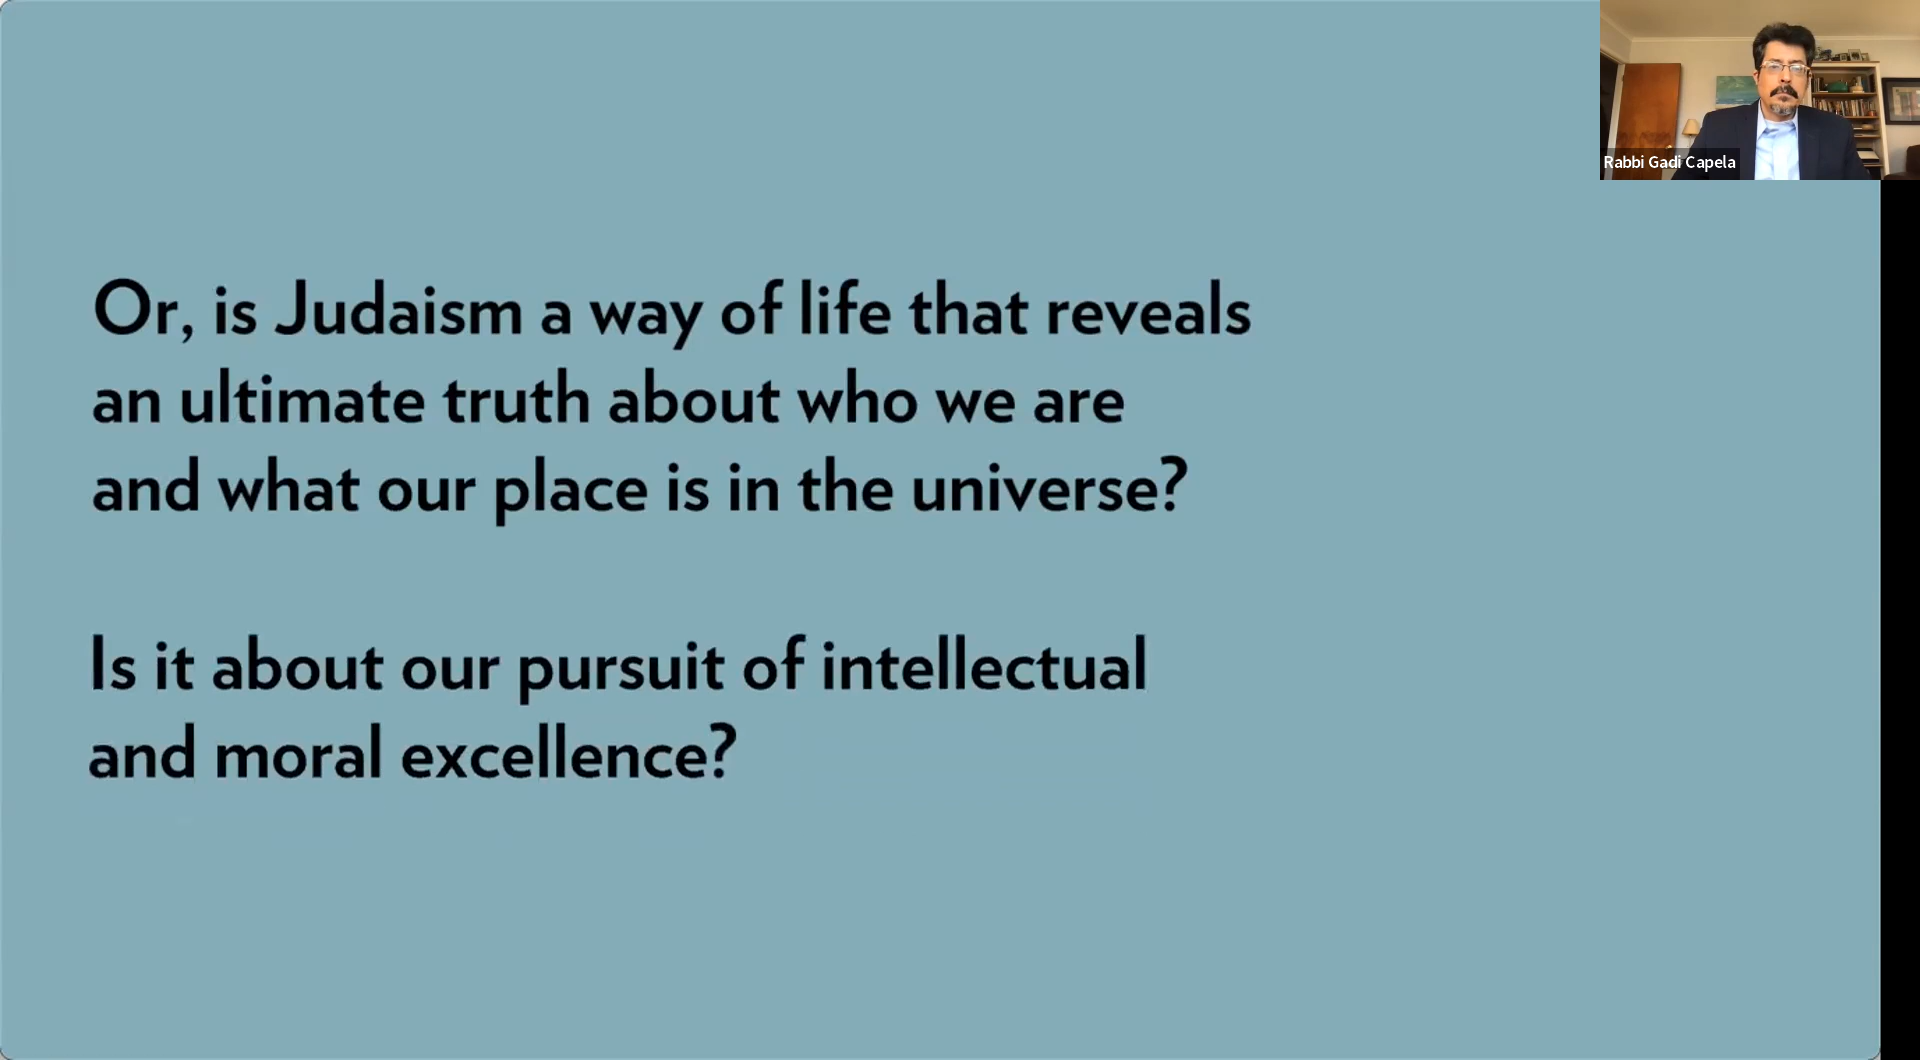 Rabbi Gadi Capela
Or, is Judaism a way of life that reveals
an ultimate truth about who we are
and what our place is in the universe?
Is it about our pursuit of intellectual
and moral excellence?